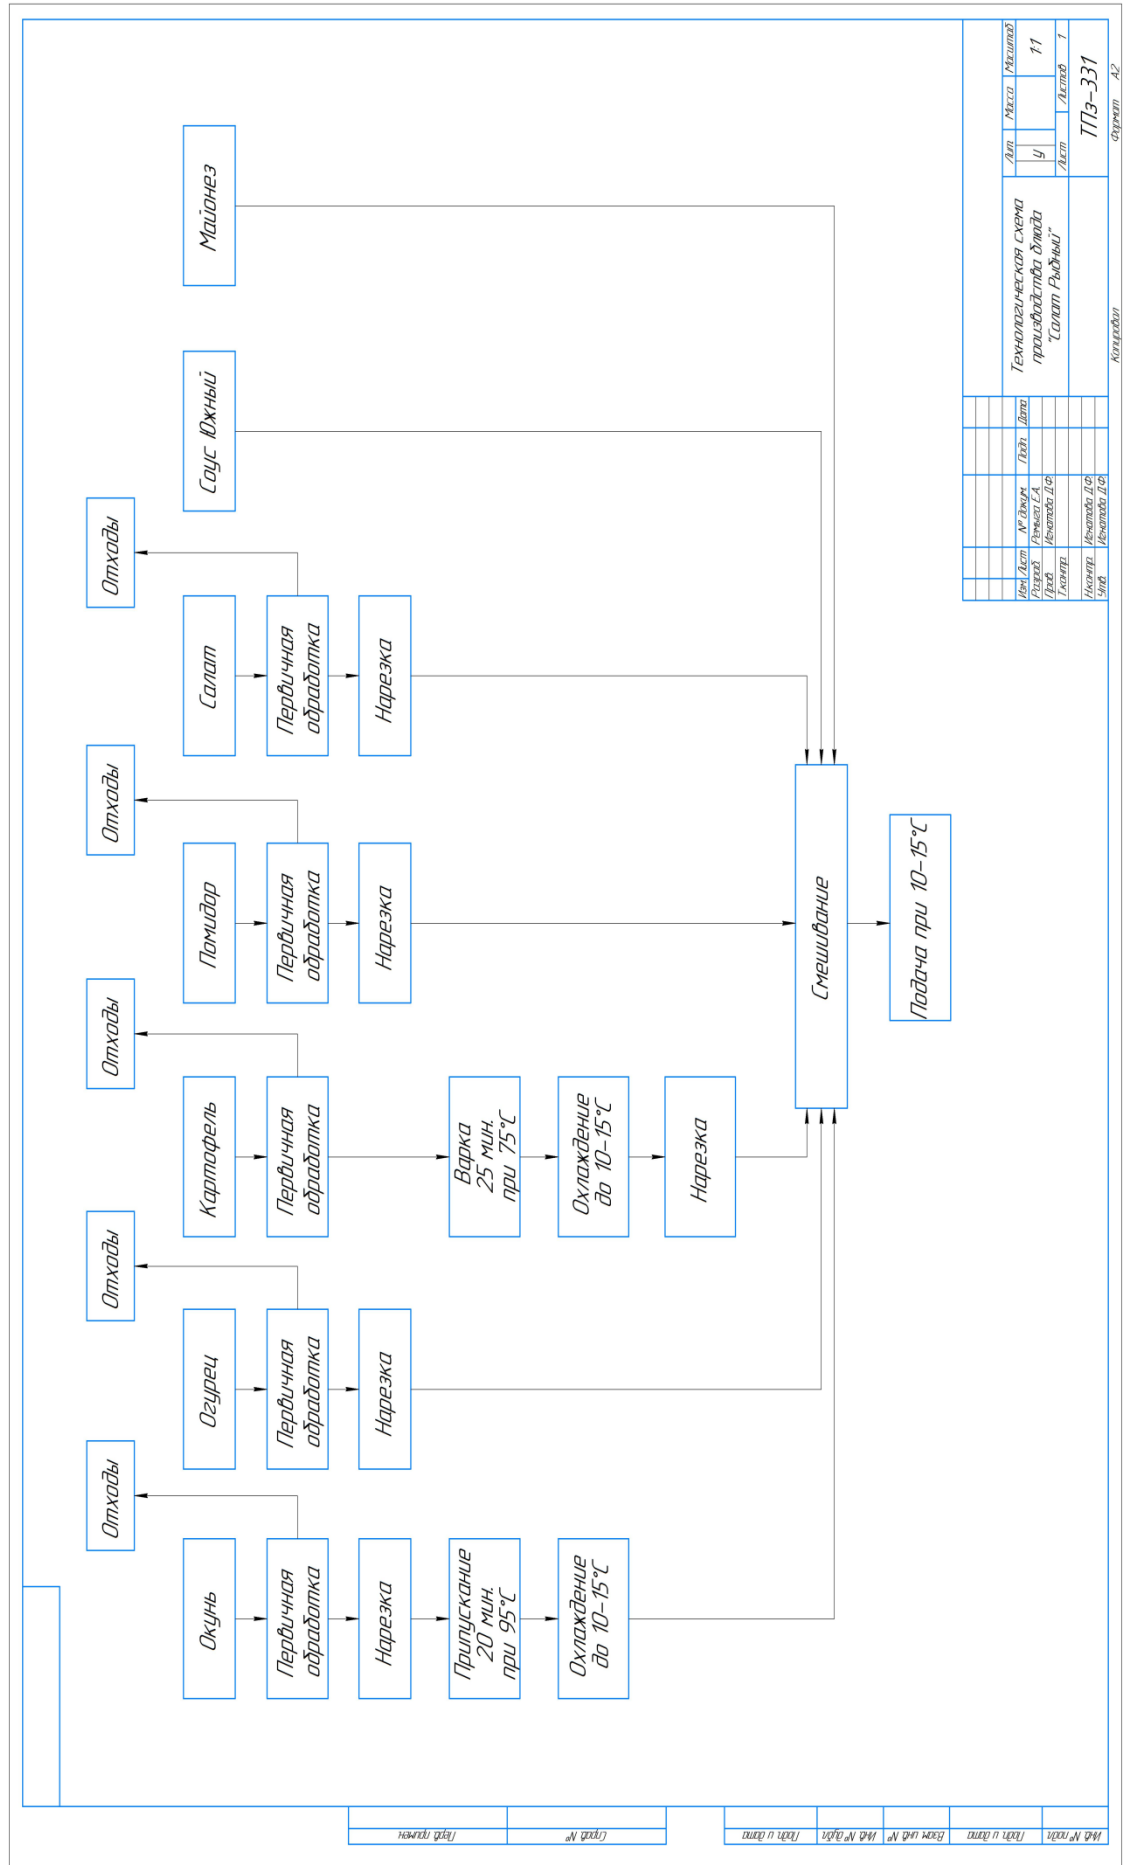 Отходы
Отходы
Отходы
Отходы
Отходы
Окунь
Огурец
Картофель
Помидор
Салат
Соус Южный
Майонез
Первичная
обработка
Первичная
обработка
Первичная
обработка
Первичная
обработка
Первичная
обработка
Нарезка
Нарезка
Нарезка
Нарезка
Припускание
20 мин.
при 95°С
Варка
25 мин.
при 75°С
Охлаждение
до 10-15°С
Охлаждение
до 10-15°С
Нарезка
Смешивание
Подача при 10-15°С
Перв. примен.
Справ. №
Подп. и дата
Инв. № дубл.
Взам. инв. №
Подп. и дата
Инв. № подл.
Изм. Лист № докум. Подп. Дата
Разраб. Ремыга Е.А.
Пров. Игнатова Д.Ф.
Т.контр.
Н.контр. Игнатова Д.Ф.
Утв. Игнатова Д.Ф.
Технологическая схема
производства блюда
"Салат Рыбный"
Лит. Масса Масштаб
у 1:1
Лист Листов 1
ТПэ-331
Копировал Формат А2